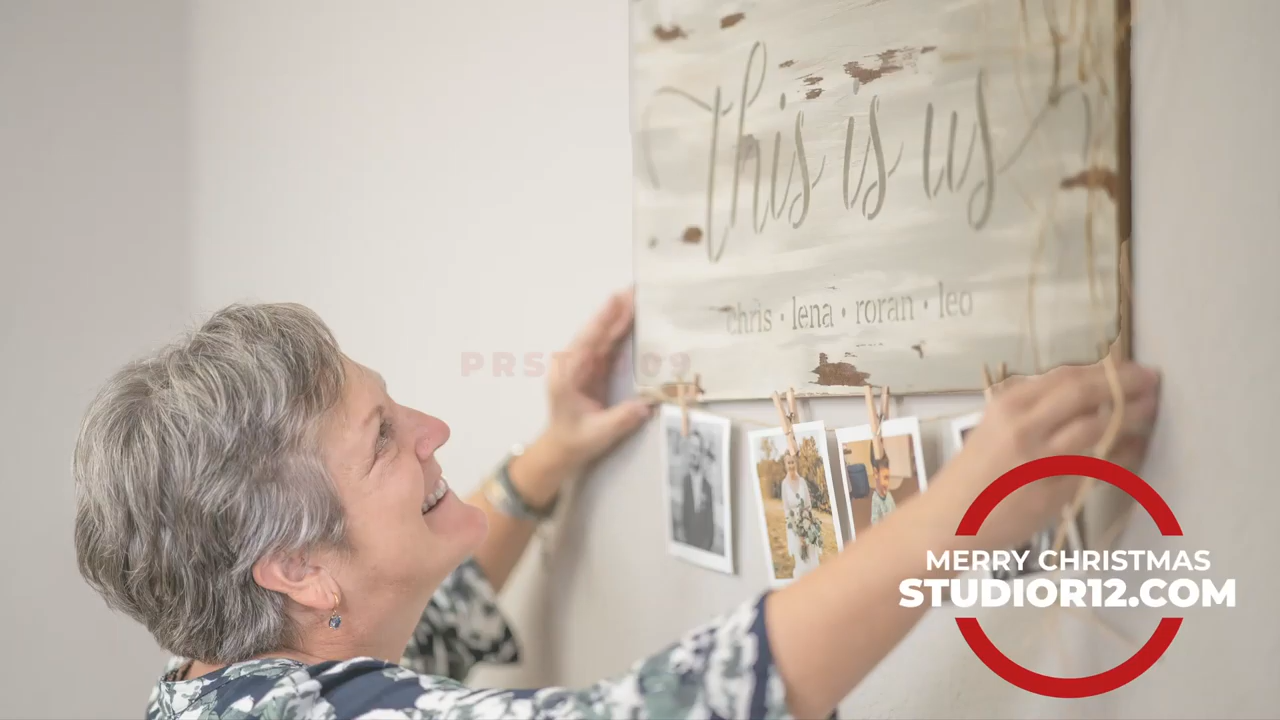 This is us
chris • lena • roran • leo
MERRY CHRISTMAS
STUDIOR12.COM